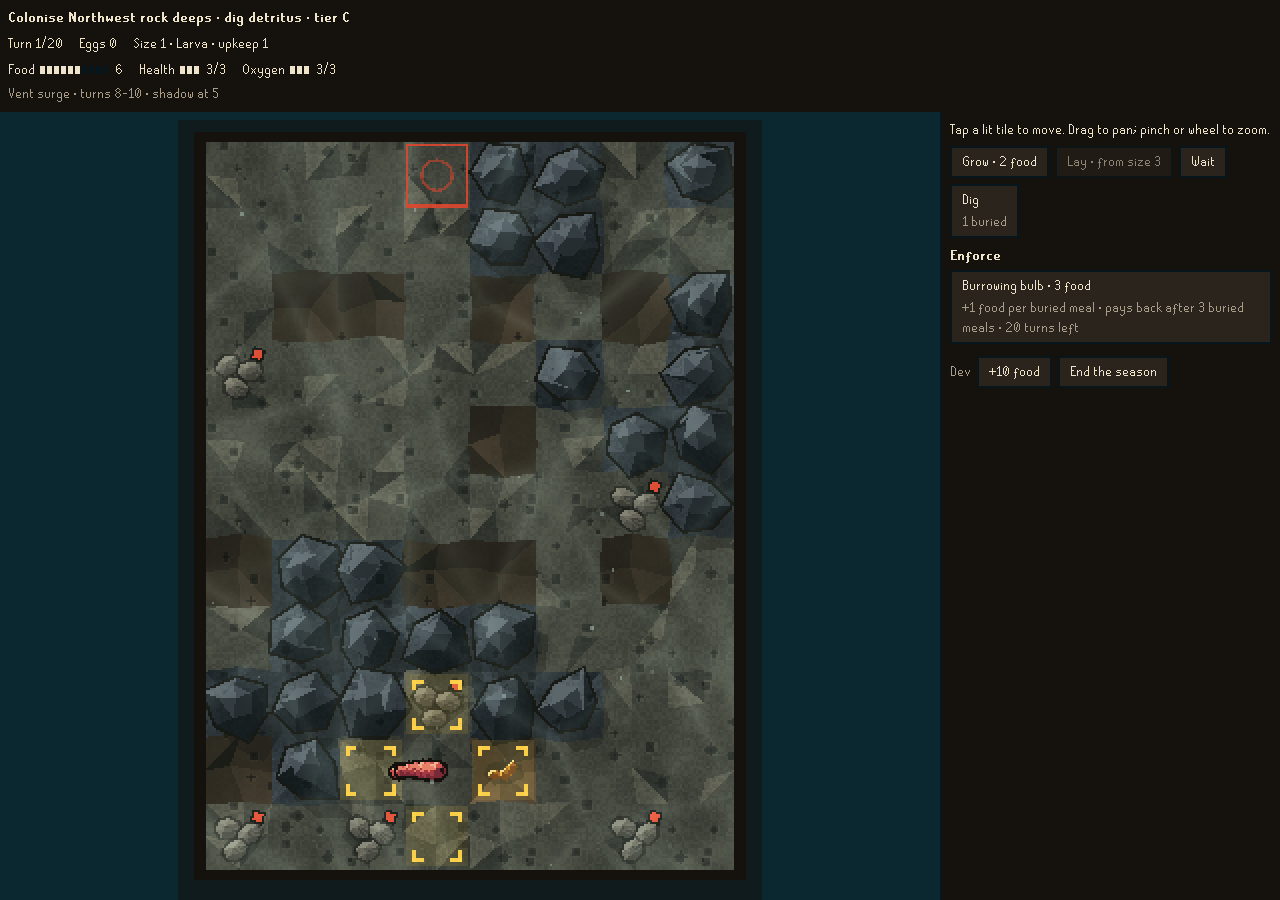 Colonise Northwest rock deeps · dig detritus · tier C
Turn 1/20 Eggs 0 Size 1 · Larva · upkeep 1
Food 6 Health 3/3 Oxygen 3/3
Vent surge · turns 8-10 · shadow at 5
Tap a lit tile to move. Drag to pan; pinch or wheel to zoom.
Grow · 2 food Lay · from size 3 Wait
Dig
1 buried
Enforce
Burrowing bulb · 3 food
+1 food per buried meal · pays back after 3 buried
meals · 20 turns left
Dev +10 food End the season